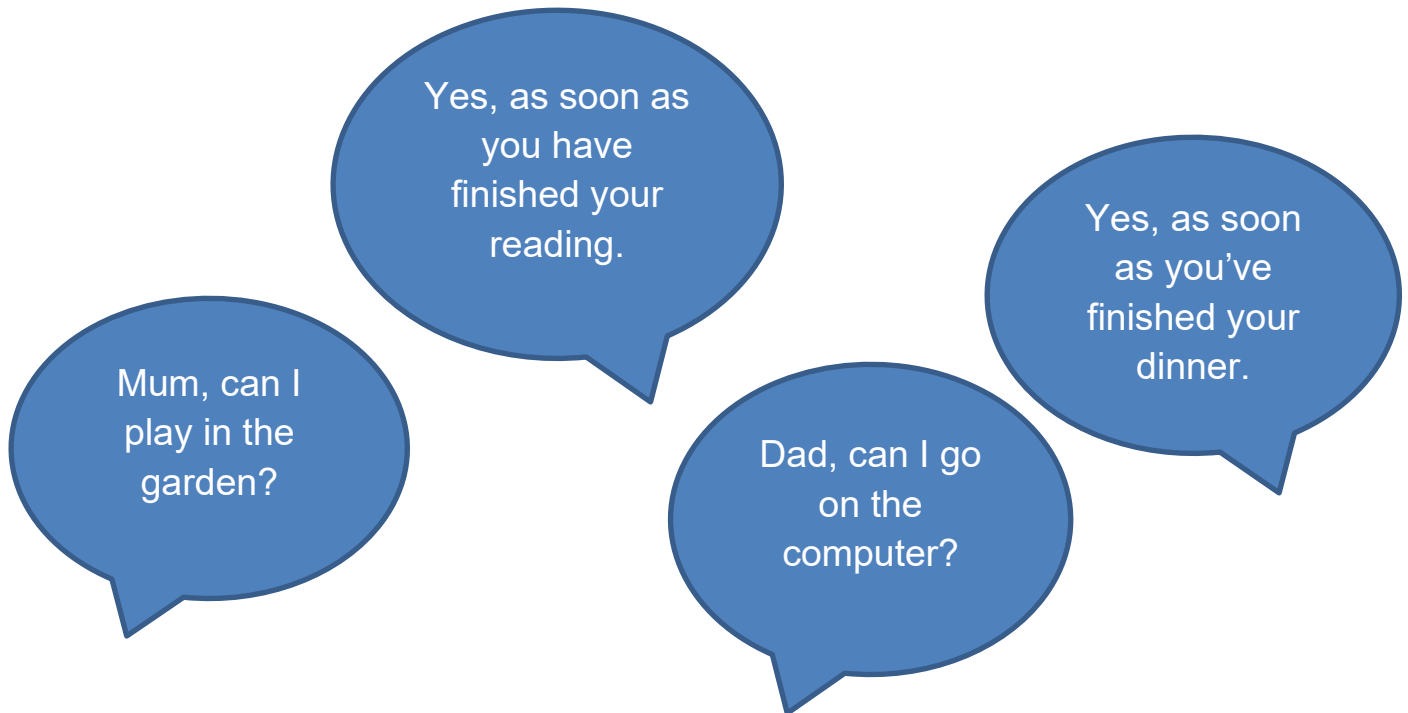 Mum, can I
play in the
garden?
Yes, as soon as
you have
finished your
reading.
Dad, can I go
on the
computer?
Yes, as soon
as you’ve
finished your
dinner.